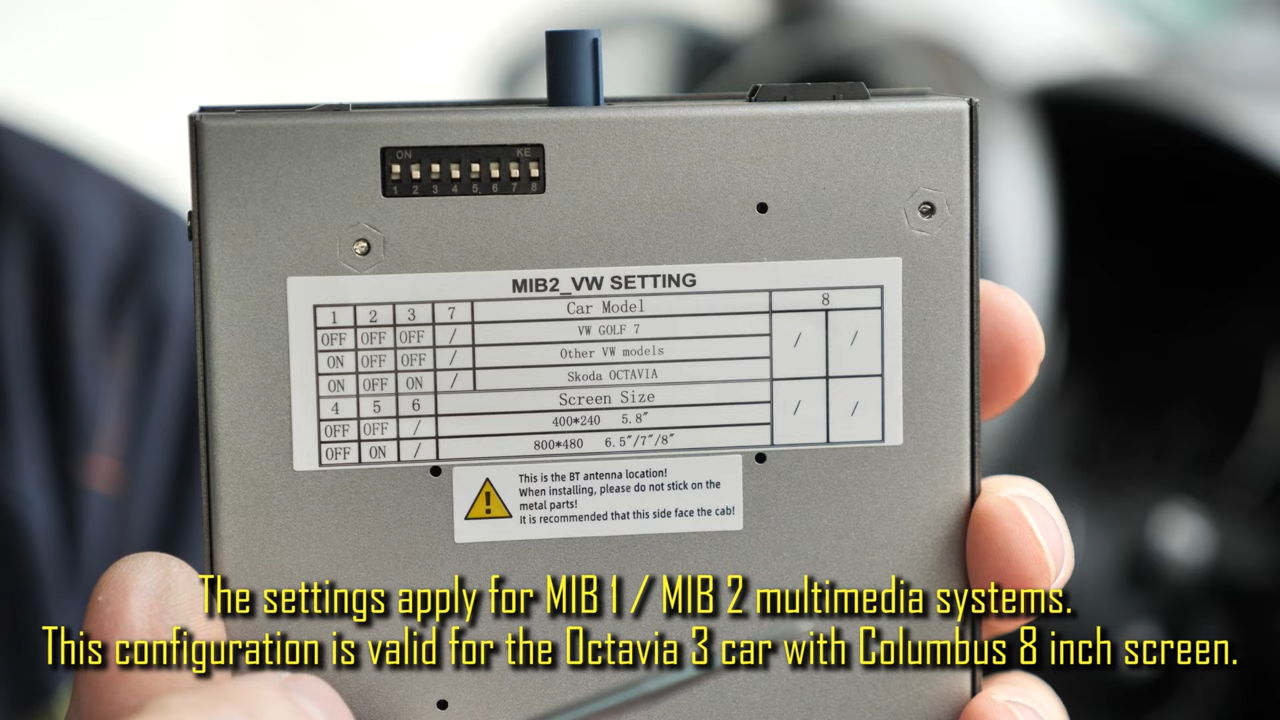 ON KE
1 2 3 4 5 6 7 8
MIB2_VW SETTING
1 2 3 7 Car Model 8
OFF OFF OFF / VW GOLF 7 / /
ON OFF OFF / Other VW models
ON OFF ON / Skoda OCTAVIA
4 5 6 Screen Size / /
OFF OFF / 400*240 5.8"
OFF ON / 800*480 6.5"/7"/8"
This is the BT antenna location!
When installing, please do not stick on the
metal parts!
It is recommended that this side face the cab!
The settings apply for MIB 1 / MIB 2 multimedia systems.
This configuration is valid for the Octavia 3 car with Columbus 8 inch screen.